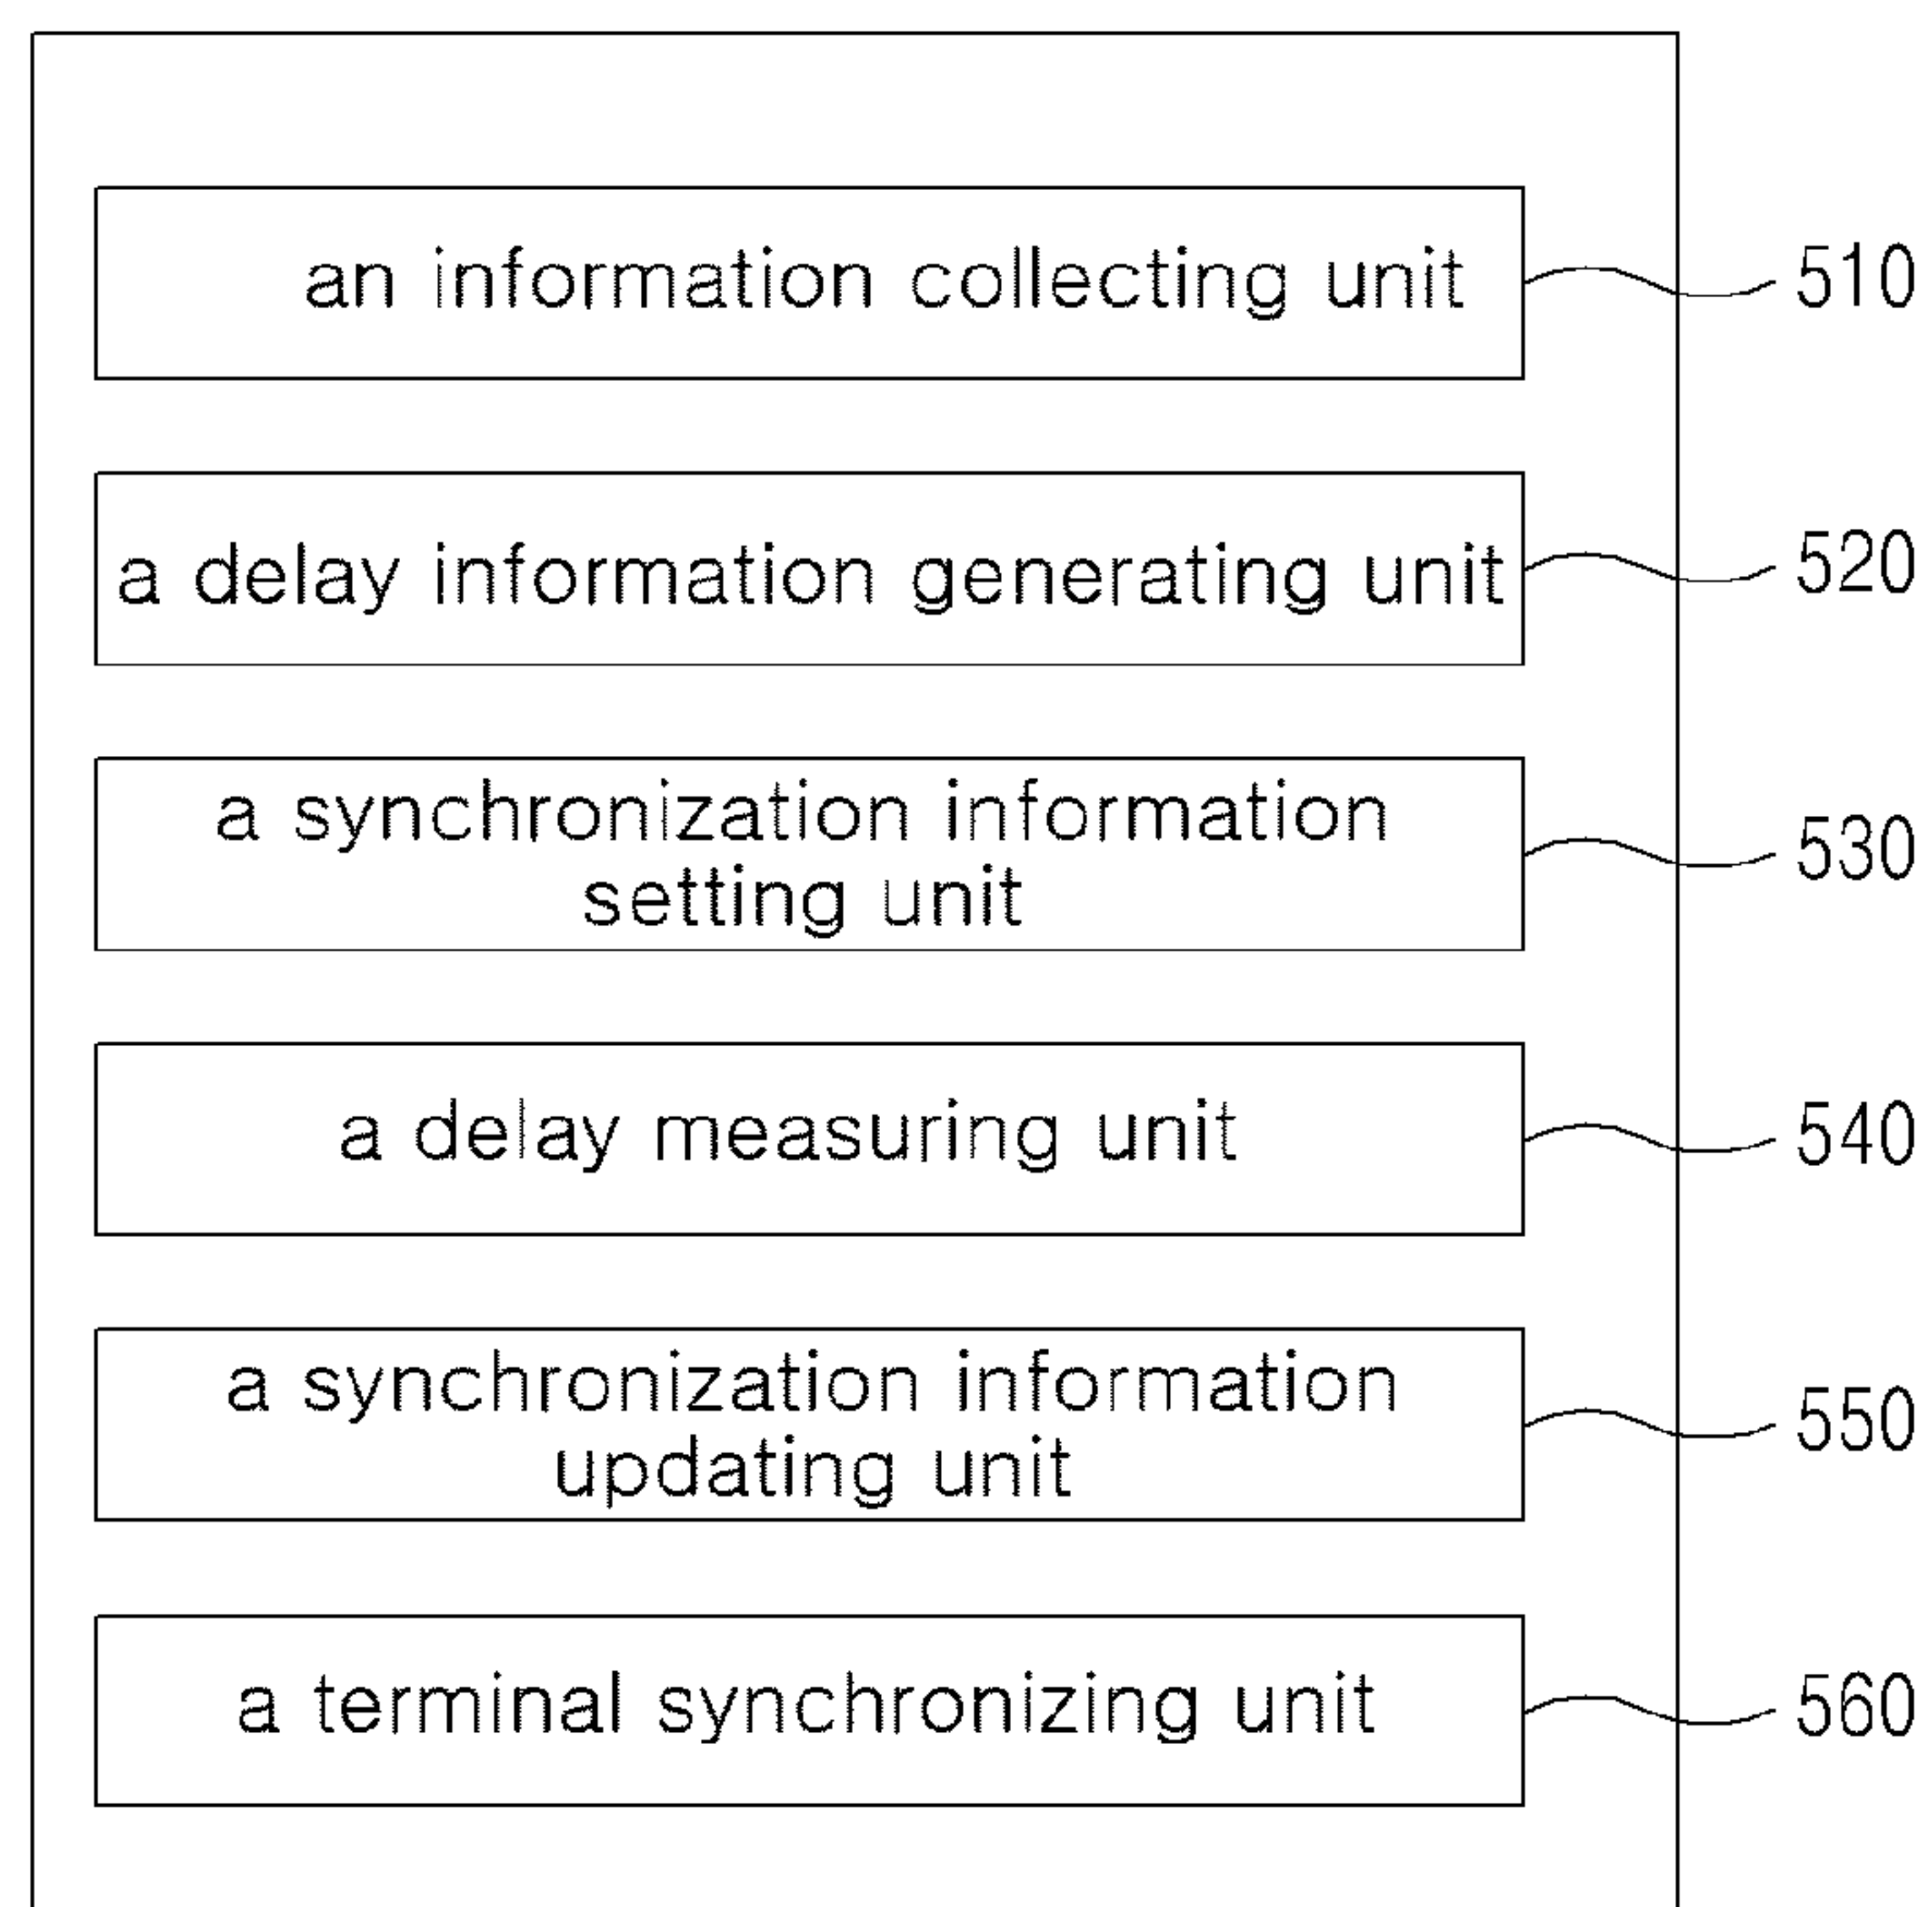 an information collecting unit
510
a delay information generating unit
520
a synchronization information
setting unit
530
a delay measuring unit
540
a synchronization information
updating unit
550
a terminal synchronizing unit
560